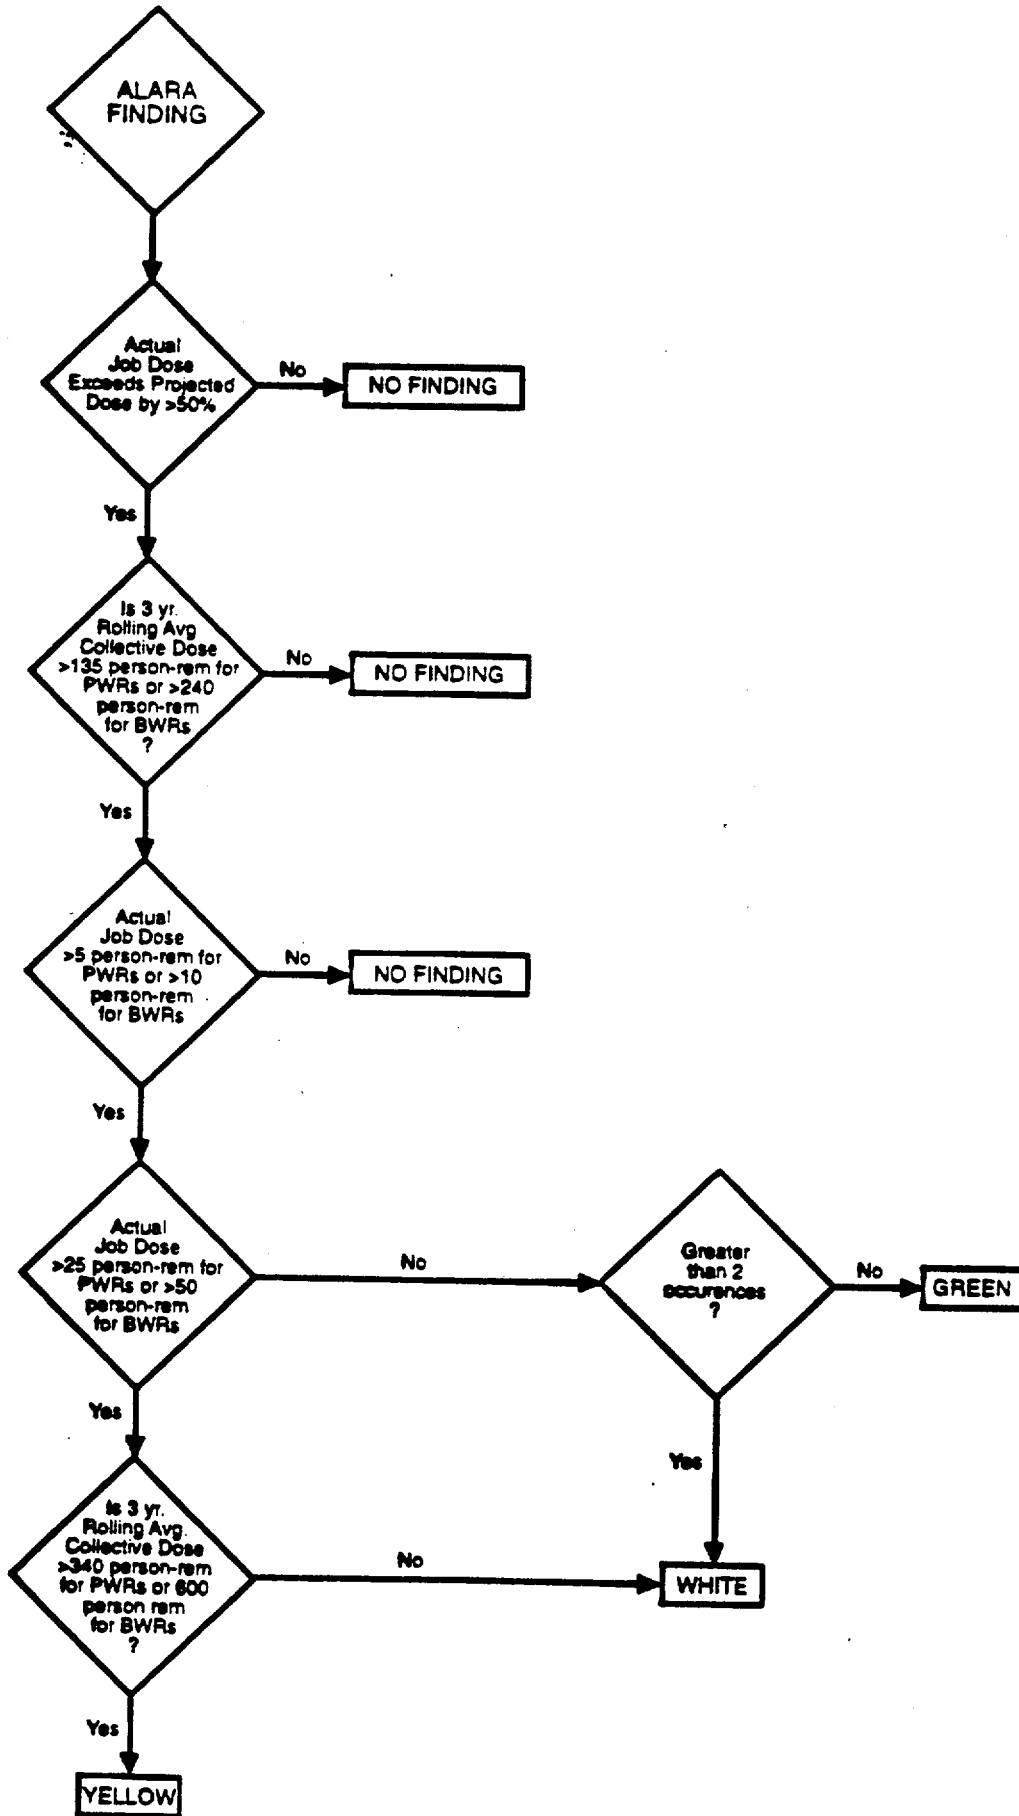 ALARA
FINDING
Actual
Job Dose
Exceeds Projected
Dose by >50%
No
NO FINDING
Yes
Is 3 yr.
Rolling Avg
Collective Dose
>135 person-rem for
PWRs or >240
person-rem
for BWRs
?
No
NO FINDING
Yes
Actual
Job Dose
>5 person-rem for
PWRs or >10
person-rem
for BWRs
No
NO FINDING
Yes
Actual
Job Dose
>25 person-rem for
PWRs or >50
person-rem
for BWRs
No
Greater
than 2
occurences
?
No
GREEN
Yes
Yes
Is 3 yr.
Rolling Avg.
Collective Dose
>340 person-rem
for PWRs or 600
person rem
for BWRs
?
No
WHITE
Yes
YELLOW